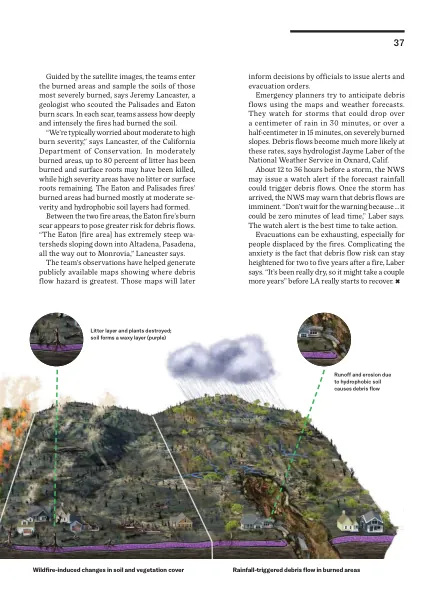 37
Guided by the satellite images, the teams enter
the burned areas and sample the soils of those
most severely burned, says Jeremy Lancaster, a
geologist who scouted the Palisades and Eaton
burn scars. In each scar, teams assess how deeply
and intensely the fires had burned the soil.
“We’re typically worried about moderate to high
burn severity,” says Lancaster, of the California
Department of Conservation. In moderately
burned areas, up to 80 percent of litter has been
burned and surface roots may have been killed,
while high severity areas have no litter or surface
roots remaining. The Eaton and Palisades fires’
burned areas had burned mostly at moderate se-
verity and hydrophobic soil layers had formed.
Between the two fire areas, the Eaton fire’s burn
scar appears to pose greater risk for debris flows.
“The Eaton [fire area] has extremely steep wa-
tersheds sloping down into Altadena, Pasadena,
all the way out to Monrovia,” Lancaster says.
The team’s observations have helped generate
publicly available maps showing where debris
flow hazard is greatest. Those maps will later
inform decisions by officials to issue alerts and
evacuation orders.
Emergency planners try to anticipate debris
flows using the maps and weather forecasts.
They watch for storms that could drop over
a centimeter of rain in 30 minutes, or over a
half-centimeter in 15 minutes, on severely burned
slopes. Debris flows become much more likely at
these rates, says hydrologist Jayme Laber of the
National Weather Service in Oxnard, Calif.
About 12 to 36 hours before a storm, the NWS
may issue a watch alert if the forecast rainfall
could trigger debris flows. Once the storm has
arrived, the NWS may warn that debris flows are
imminent. “Don’t wait for the warning because … it
could be zero minutes of lead time,” Laber says.
The watch alert is the best time to take action.
Evacuations can be exhausting, especially for
people displaced by the fires. Complicating the
anxiety is the fact that debris flow risk can stay
heightened for two to five years after a fire, Laber
says. “It’s been really dry, so it might take a couple
more years” before LA really starts to recover. ✖
Litter layer and plants destroyed;
soil forms a waxy layer (purple)
Runoff and erosion due
to hydrophobic soil
causes debris flow
Wildfire-induced changes in soil and vegetation cover
Rainfall-triggered debris flow in burned areas